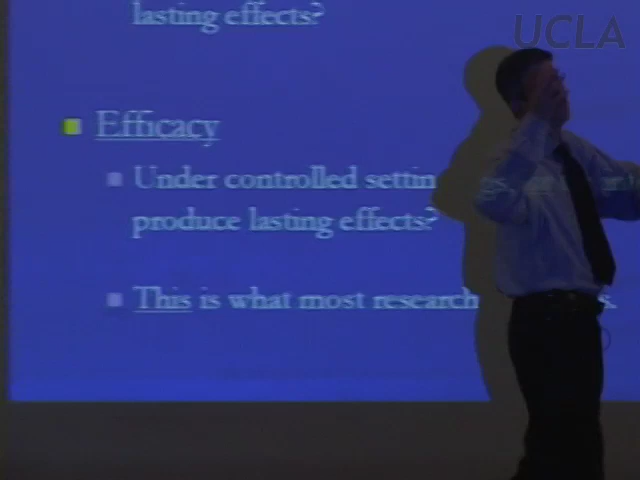 UCLA
lasting effects?
Efficacy
Under controlled settin
produce lasting effects?
This is what most research s.